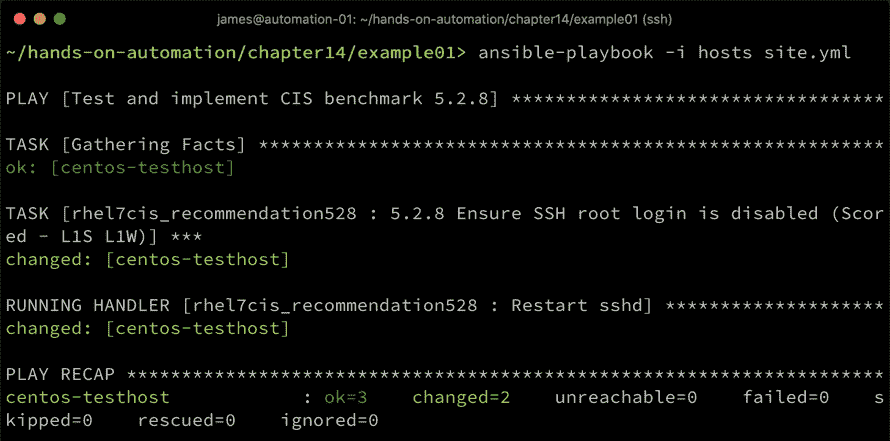 james@automation-01: ~/hands-on-automation/chapter14/example01 (ssh)
~/hands-on-automation/chapter14/example01> ansible-playbook -i hosts site.yml
PLAY [Test and implement CIS benchmark 5.2.8] **********************************
TASK [Gathering Facts] *********************************************************
ok: [centos-testhost]
TASK [rhel7cis_recommendation528 : 5.2.8 Ensure SSH root login is disabled (Scor
ed - L1S L1W)] ***
changed: [centos-testhost]
RUNNING HANDLER [rhel7cis_recommendation528 : Restart sshd] ********************
changed: [centos-testhost]
PLAY RECAP *********************************************************************
centos-testhost            : ok=3    changed=2    unreachable=0    failed=0    s
kipped=0    rescued=0    ignored=0